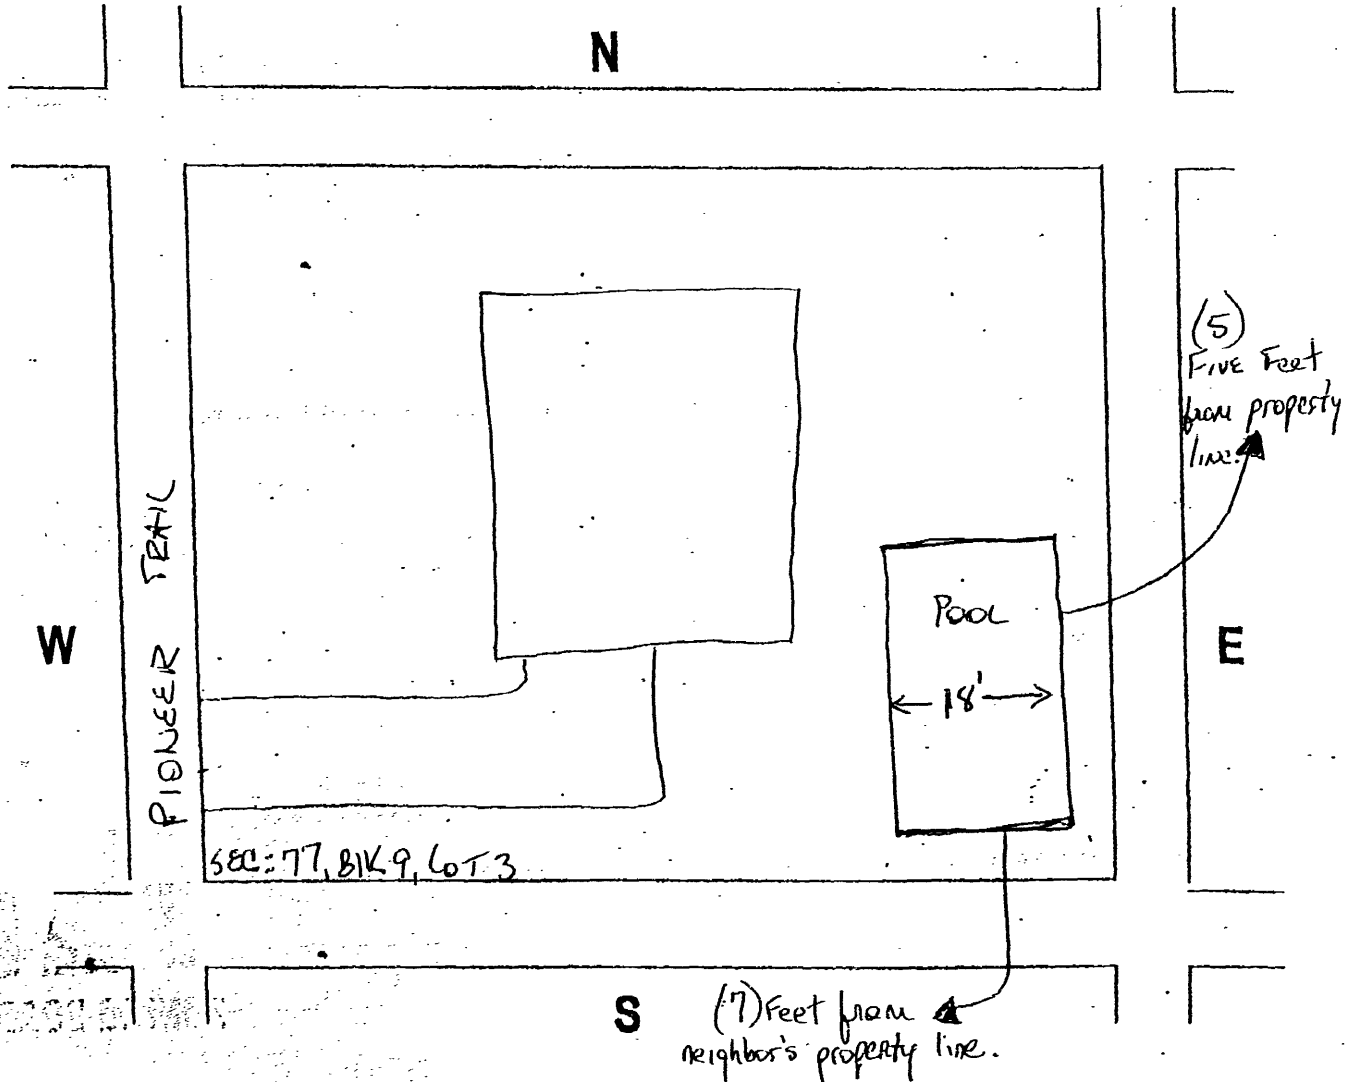 N
(5)
Five Feet
from property
line.
PIONEER TRAIL
W
E
POOL
18'
SEC: 77, BLK 9, LOT 3
S
(7) Feet from
neighbor's property line.